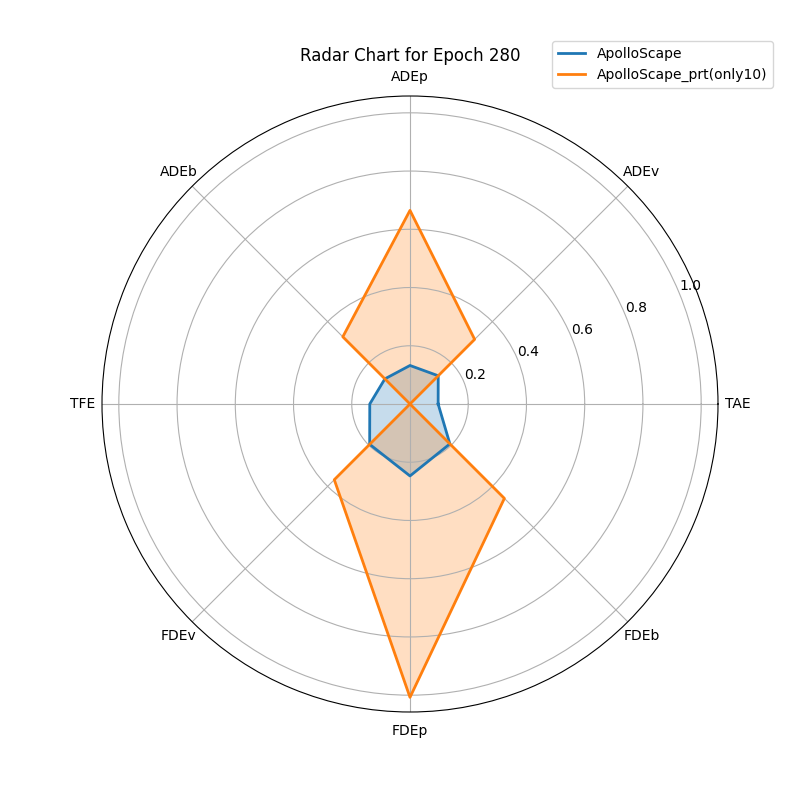 Radar Chart for Epoch 280
ApolloScape
ApolloScape_prt(only10)
ADEp
ADEb
ADEv
1.0
0.8
0.6
0.4
0.2
TFE
TAE
FDEv
FDEb
FDEp